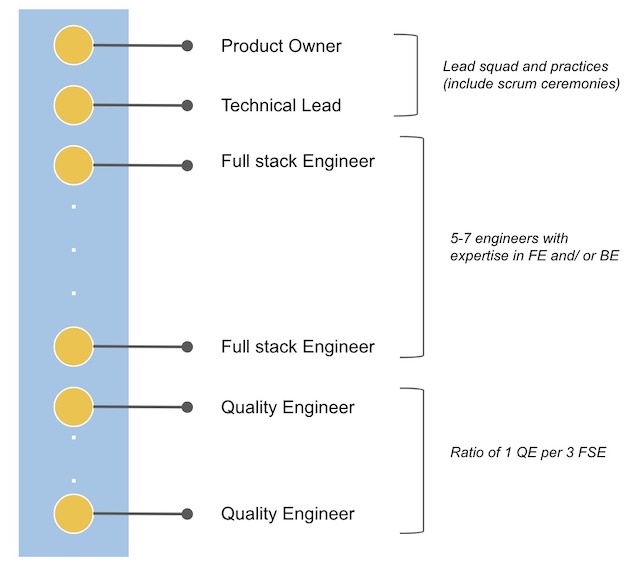 Product Owner
Lead squad and practices
(include scrum ceremonies)
Technical Lead
Full stack Engineer
5-7 engineers with
expertise in FE and/ or BE
Full stack Engineer
Quality Engineer
Ratio of 1 QE per 3 FSE
Quality Engineer